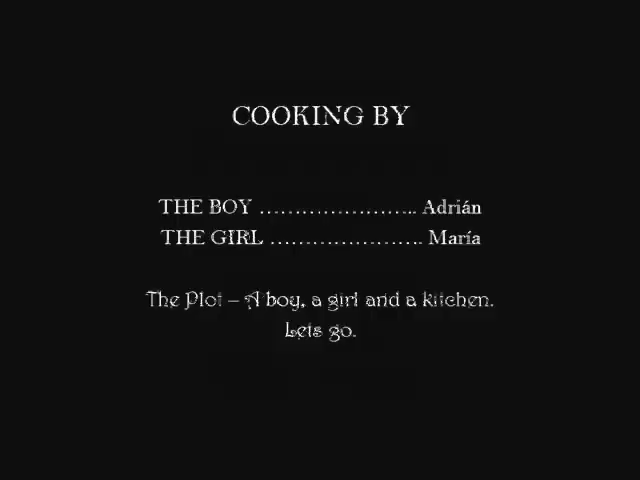 COOKING BY
THE BOY ………………….. Adrián
THE GIRL …………………. María
The Plot – A boy, a girl and a kitchen.
Lets go.